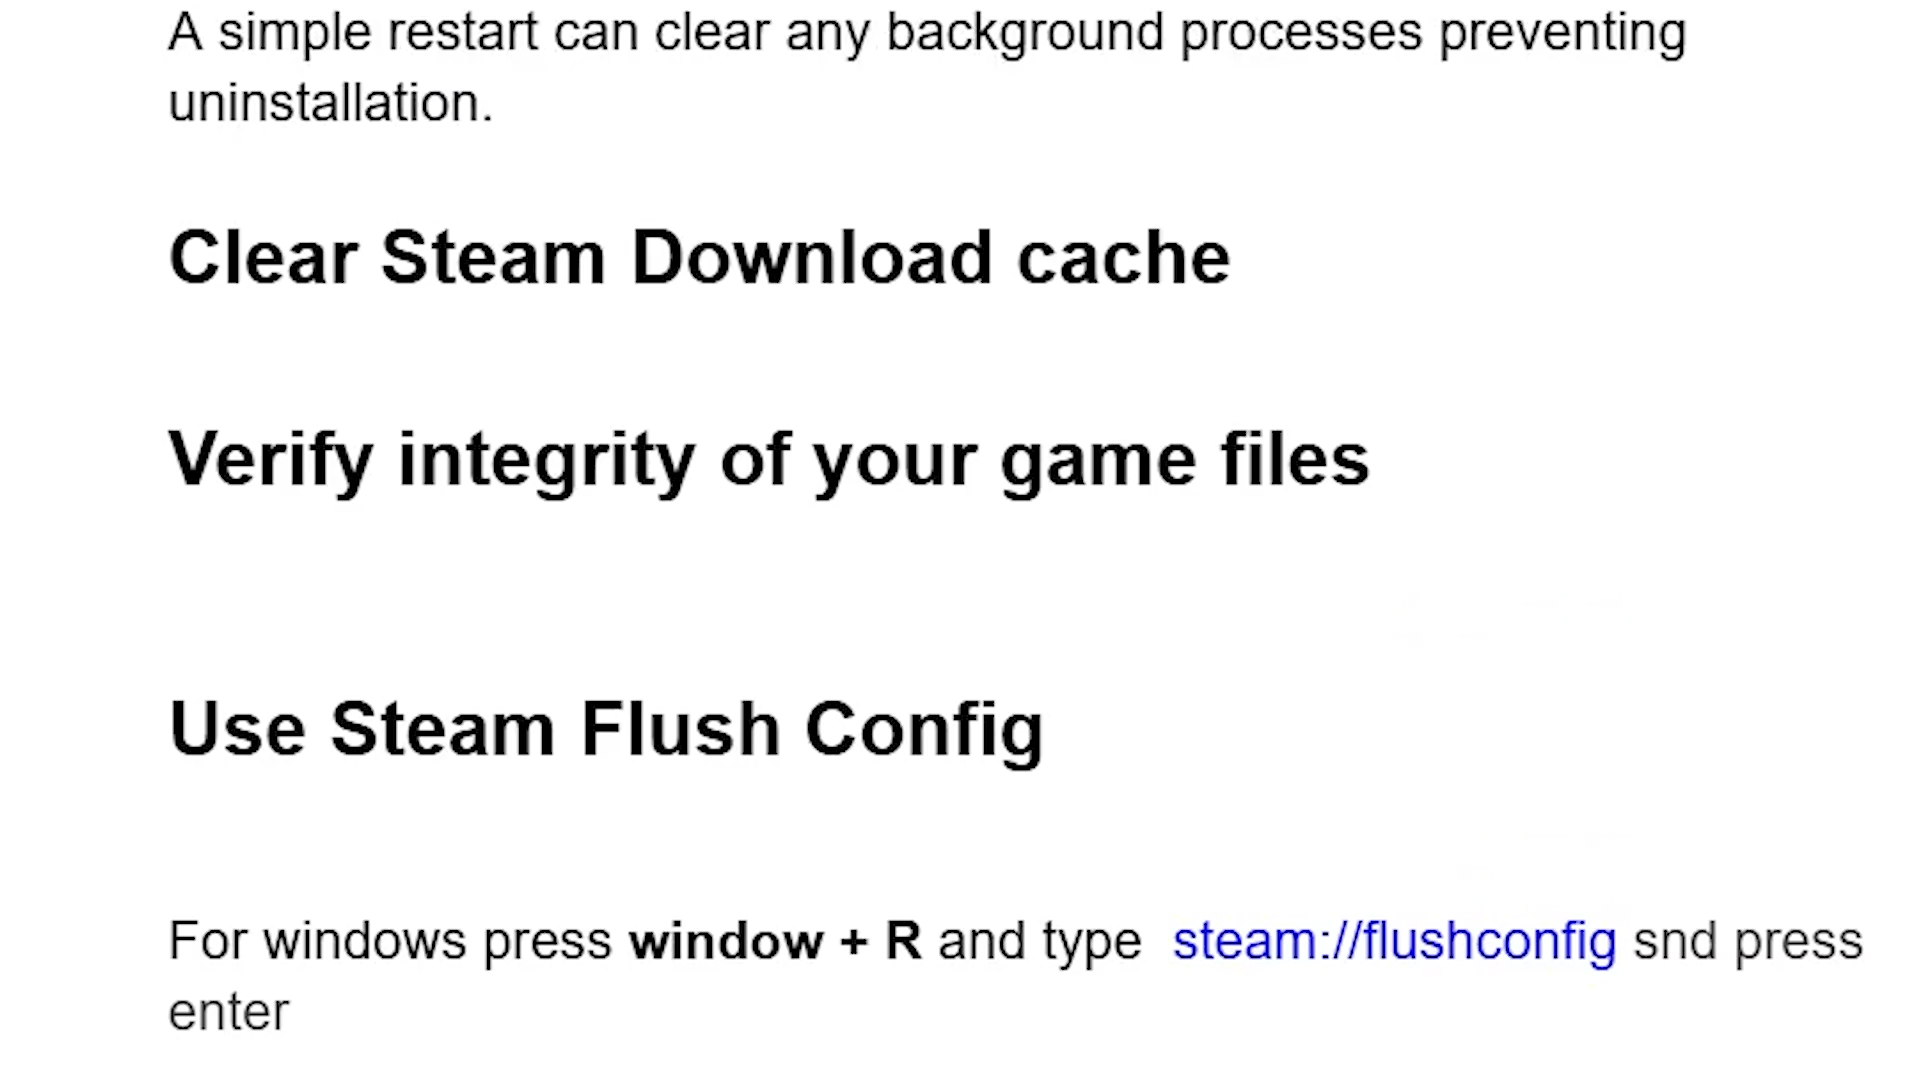 A simple restart can clear any background processes preventing
uninstallation.
Clear Steam Download cache
Verify integrity of your game files
Use Steam Flush Config
For windows press window + R and type steam://flushconfig snd press
enter